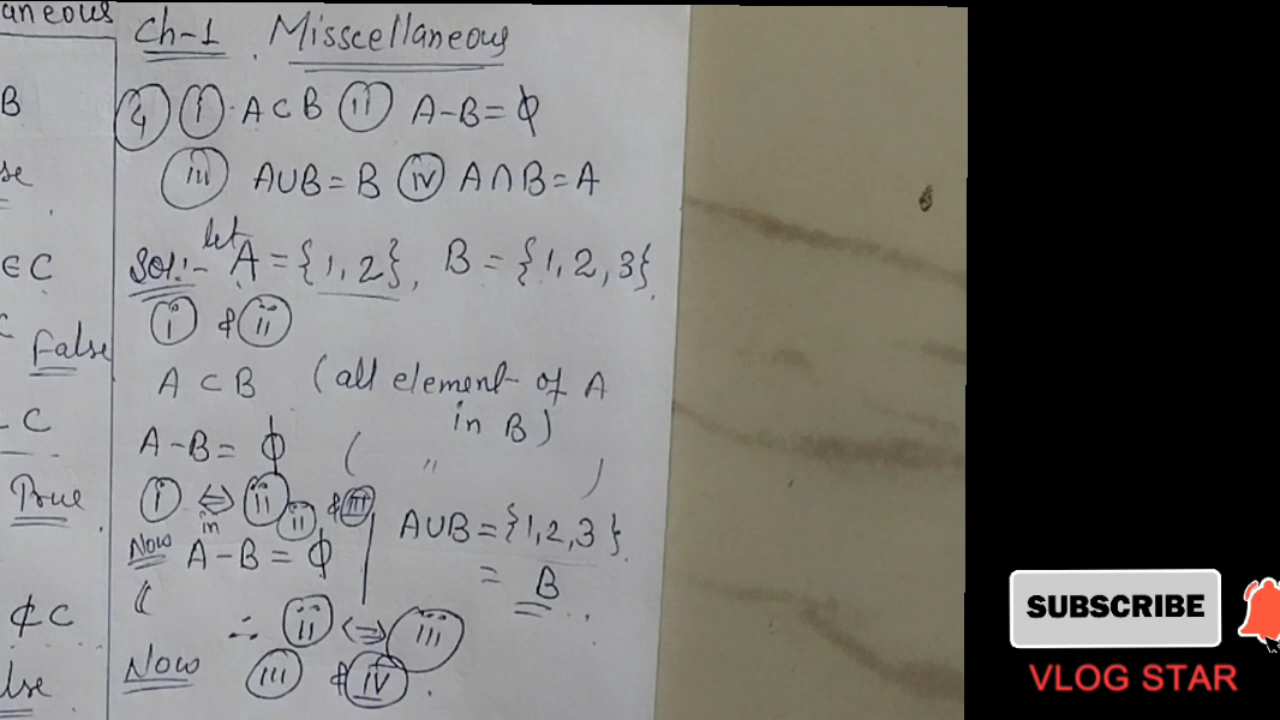 aneous
B
se
∈ C
C
False
C
True
⊄ C
lse
Ch-1. Misscellaneous
4 i A ⊂ B ii A-B = ϕ
iii A∪B = B iv A∩B = A
Sol:- let A = {1, 2}, B = {1, 2, 3}.
i & ii
A ⊂ B (all element of A
in B)
A-B = ϕ ( " )
i ⇔ ii
in ii & iii
Now A-B = ϕ
A∪B = {1, 2, 3}.
= B
∴ ii ⇔ iii
Now iii & iv.
SUBSCRIBE
VLOG STAR